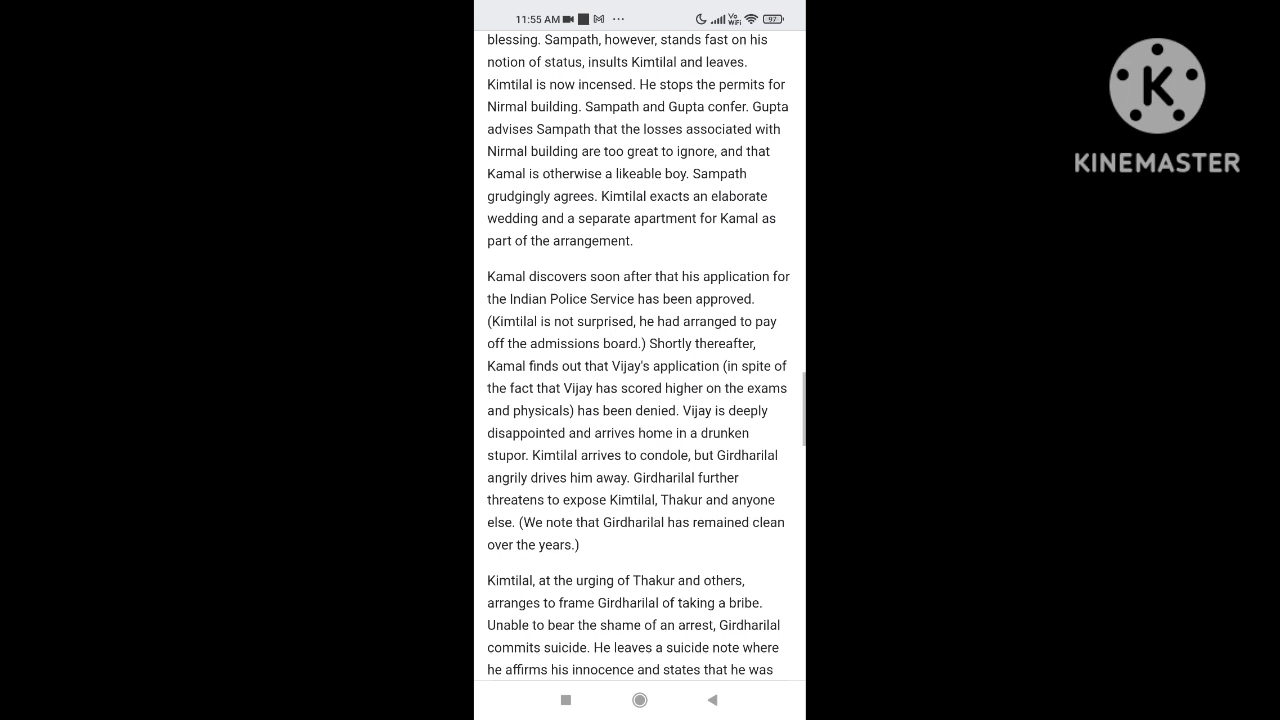 11:55 AM
Vo
WiFi
97
blessing. Sampath, however, stands fast on his
notion of status, insults Kimtilal and leaves.
Kimtilal is now incensed. He stops the permits for
Nirmal building. Sampath and Gupta confer. Gupta
advises Sampath that the losses associated with
Nirmal building are too great to ignore, and that
Kamal is otherwise a likeable boy. Sampath
grudgingly agrees. Kimtilal exacts an elaborate
wedding and a separate apartment for Kamal as
part of the arrangement.
Kamal discovers soon after that his application for
the Indian Police Service has been approved.
(Kimtilal is not surprised, he had arranged to pay
off the admissions board.) Shortly thereafter,
Kamal finds out that Vijay's application (in spite of
the fact that Vijay has scored higher on the exams
and physicals) has been denied. Vijay is deeply
disappointed and arrives home in a drunken
stupor. Kimtilal arrives to condole, but Girdharilal
angrily drives him away. Girdharilal further
threatens to expose Kimtilal, Thakur and anyone
else. (We note that Girdharilal has remained clean
over the years.)
Kimtilal, at the urging of Thakur and others,
arranges to frame Girdharilal of taking a bribe.
Unable to bear the shame of an arrest, Girdharilal
commits suicide. He leaves a suicide note where
he affirms his innocence and states that he was
K
KINEMASTER